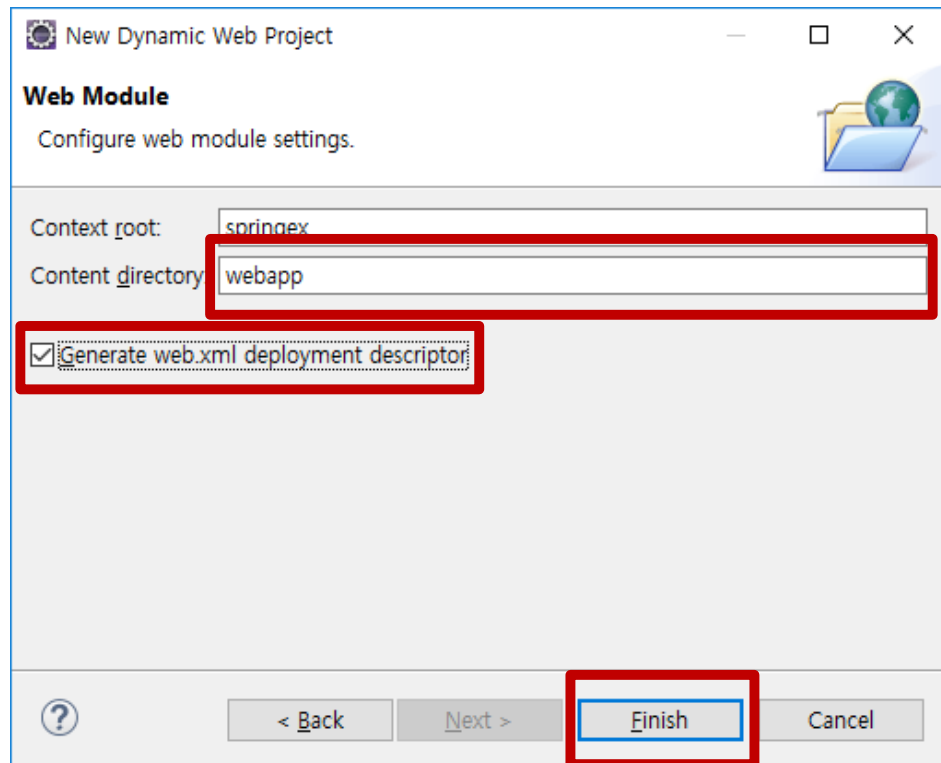 New Dynamic Web Project
Web Module
Configure web module settings.
Context root: springex
Content directory: webapp
Generate web.xml deployment descriptor
? < Back Next > Finish Cancel